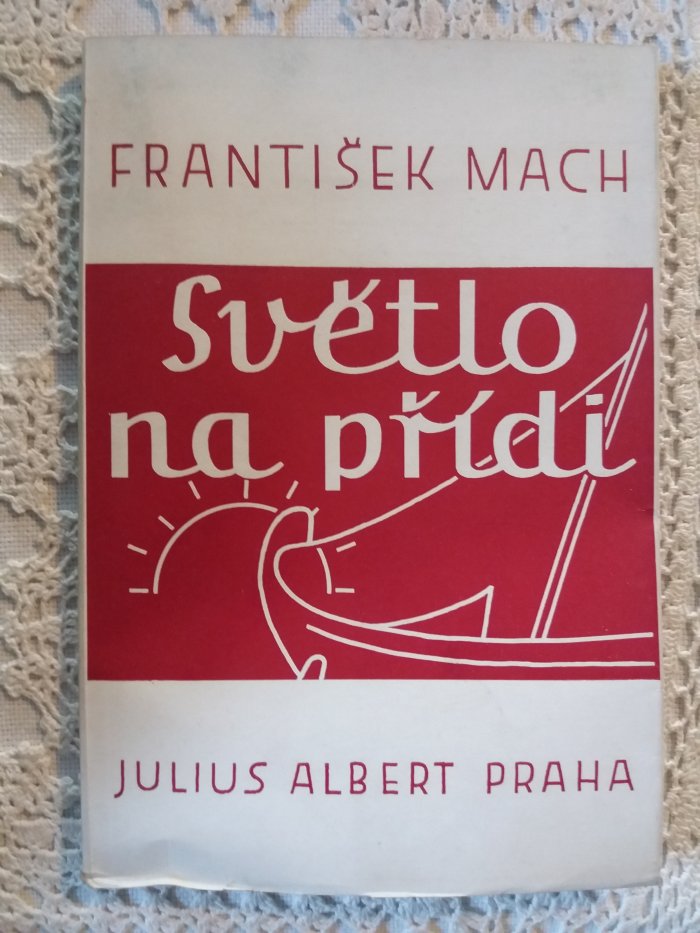 FRANTIŠEK MACH
Světlo
na přídi
JULIUS ALBERT PRAHA